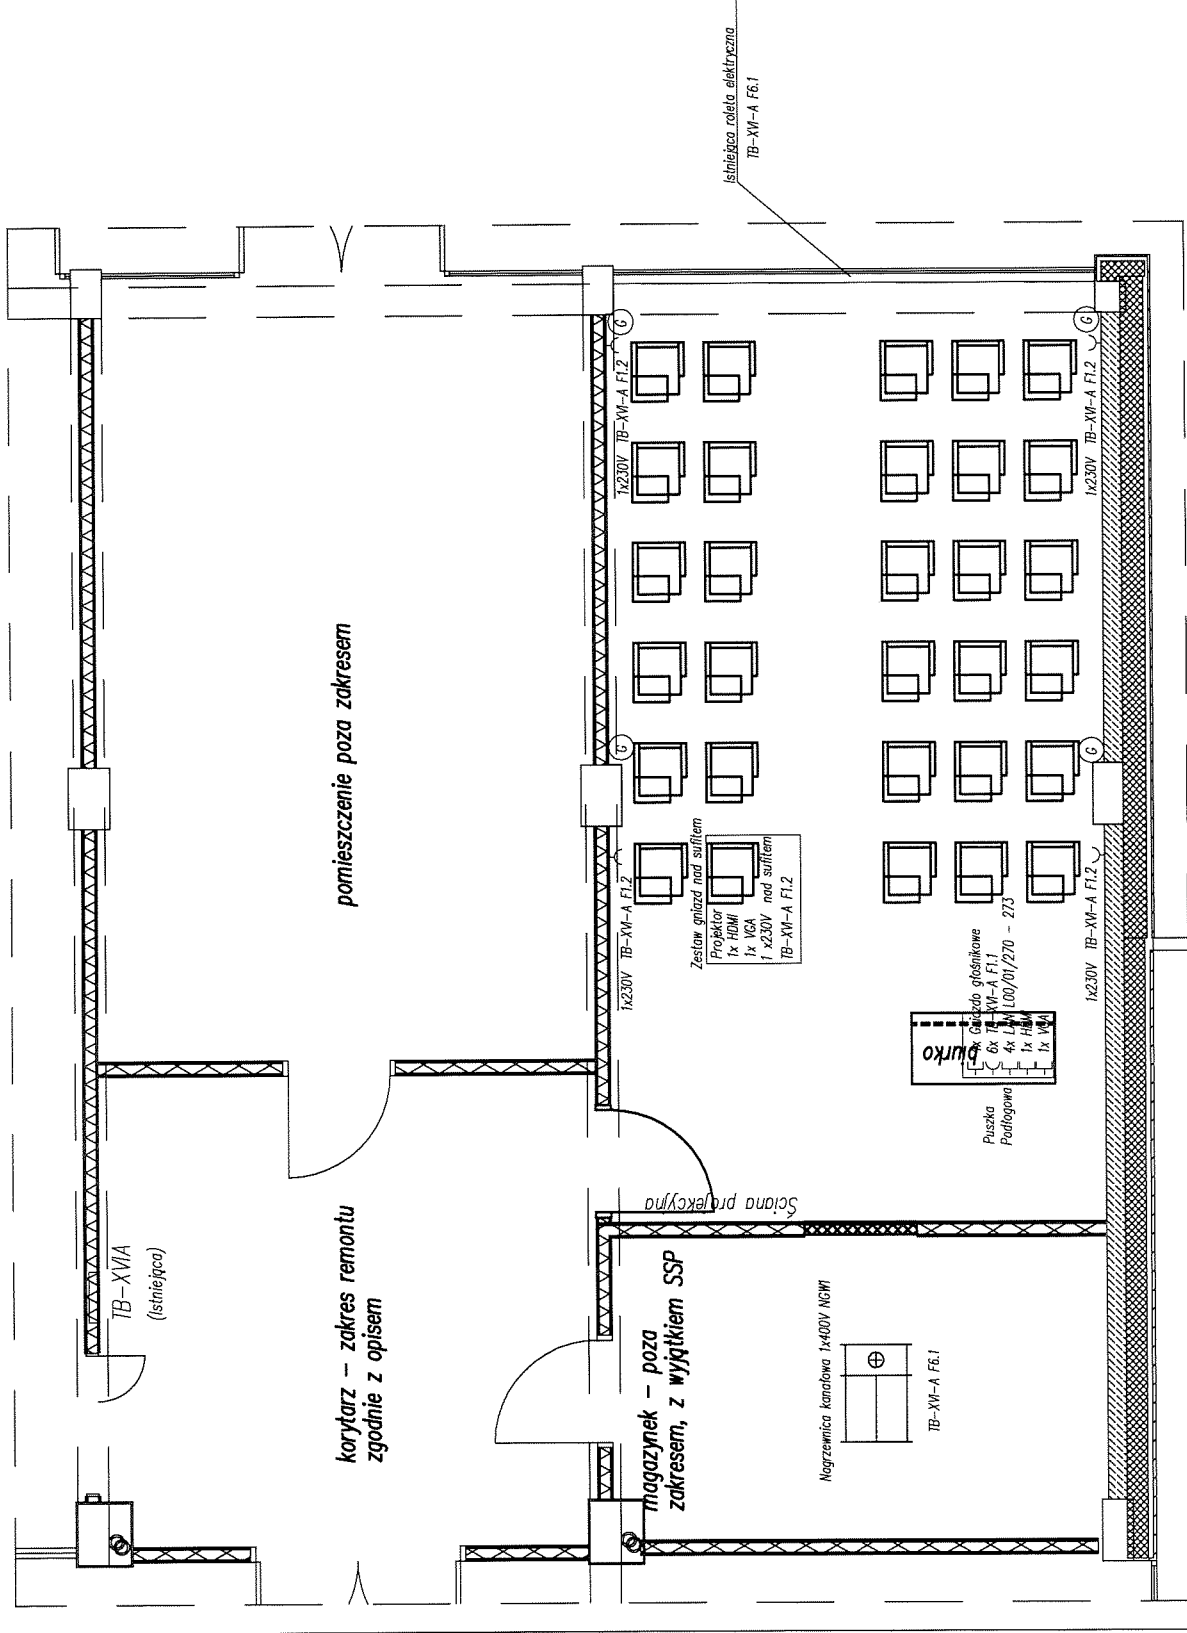 Istniejąca roleta elektryczna
TB-XVI-A F6.1
pomieszczenie poza zakresem
G
1x230V TB-XVI-A F1.2
G
1x230V TB-XVI-A F1.2
G
G
1x230V TB-XVI-A F1.2
1x230V TB-XVI-A F1.2
Zestaw gniazd nad sufitem
Projektor
1x HDMI
1x VGA
1 x230V nad sufitem
TB-XVI-A F1.2
biurko
Gniazdo głośnikowe
6x TB-XVI-A F1.1
4x LAN L00/01/270 - 273
1x HDMI
1x VGA
Puszka
Podłogowa
Ściana projekcyjna
TB-XVIA
(Istniejąca)
korytarz – zakres remontu
zgodnie z opisem
magazynek – poza
zakresem, z wyjątkiem SSP
Nagrzewnica kanałowa 1x400V NGW1
TB-XVI-A F6.1